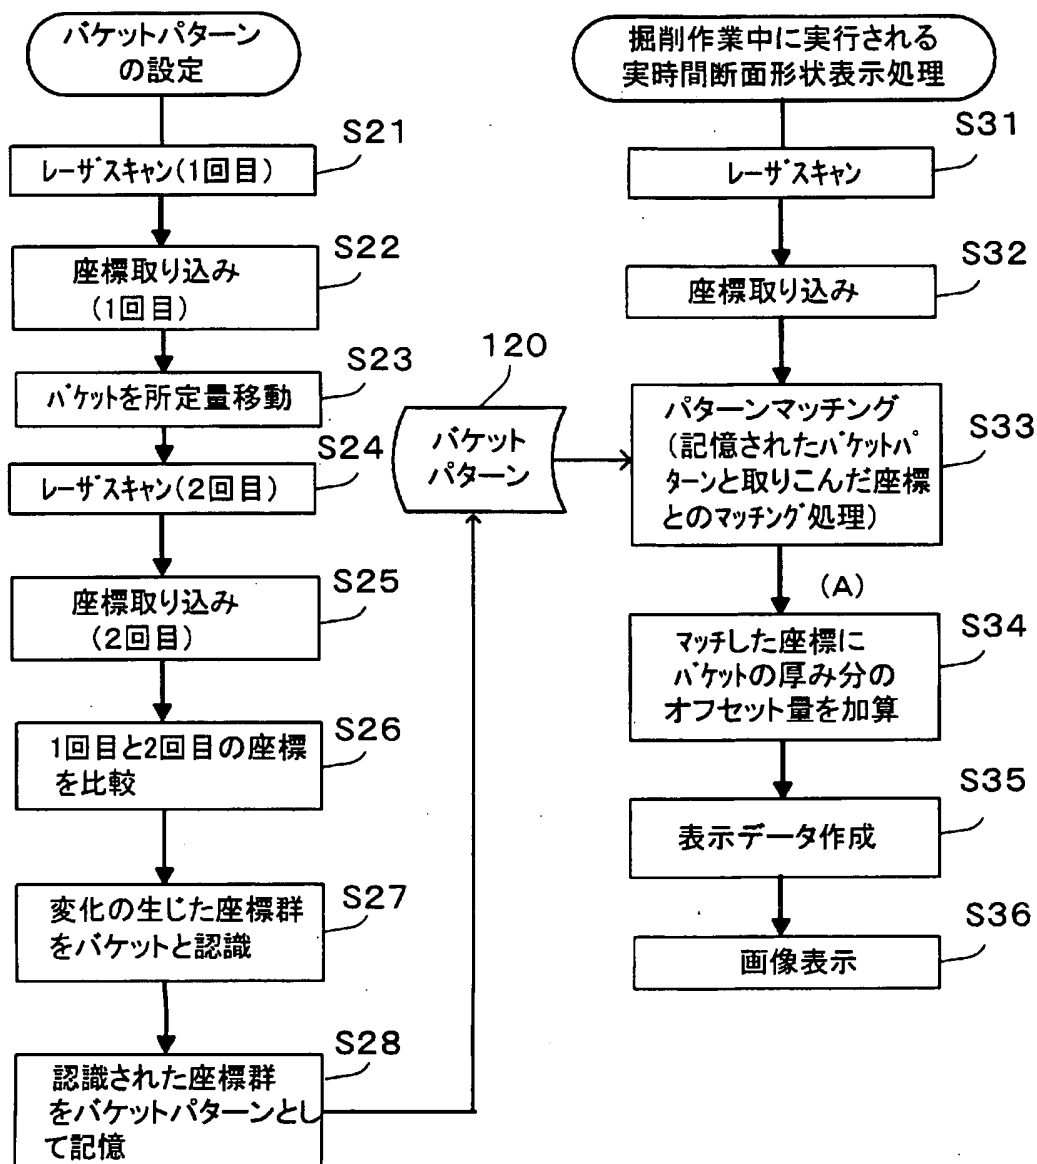 バケットパターン
の設定
S21
レーザスキャン(1回目)
S22
座標取り込み
(1回目)
S23
バケットを所定量移動
S24
レーザスキャン(2回目)
S25
座標取り込み
(2回目)
S26
1回目と2回目の座標
を比較
S27
変化の生じた座標群
をバケットと認識
S28
認識された座標群
をバケットパターンとし
て記憶
120
バケット
パターン
掘削作業中に実行される
実時間断面形状表示処理
S31
レーザスキャン
S32
座標取り込み
S33
パターンマッチング
(記憶されたバケットパ
ターンと取りこんだ座標
とのマッチング処理)
(A)
S34
マッチした座標に
バケットの厚み分の
オフセット量を加算
S35
表示データ作成
S36
画像表示